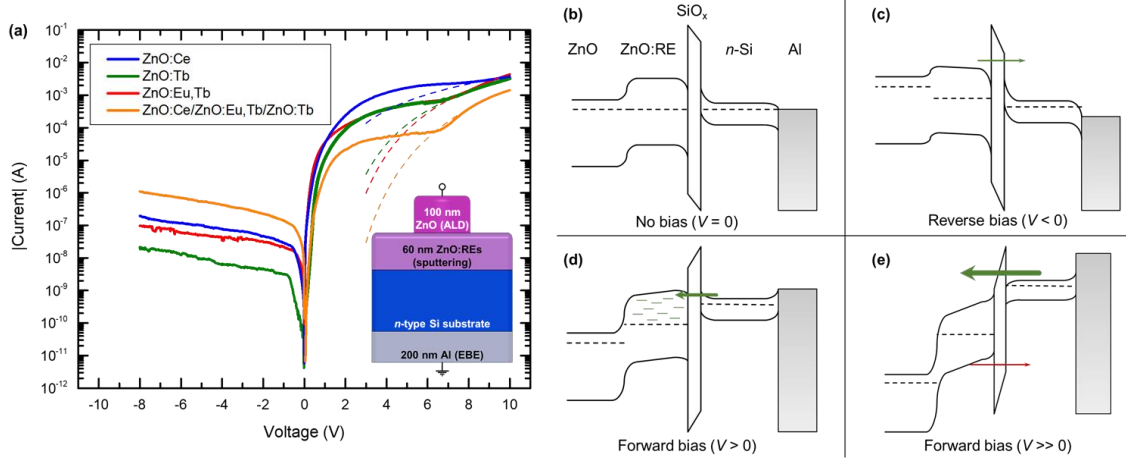 (a)
10⁻¹
10⁻²
10⁻³
10⁻⁴
10⁻⁵
10⁻⁶
10⁻⁷
10⁻⁸
10⁻⁹
10⁻¹⁰
10⁻¹¹
10⁻¹²
|Current| (A)
ZnO:Ce
ZnO:Tb
ZnO:Eu,Tb
ZnO:Ce/ZnO:Eu,Tb/ZnO:Tb
100 nm
ZnO (ALD)
60 nm ZnO:REs
(sputtering)
n-type Si substrate
200 nm Al (EBE)
-10 -8 -6 -4 -2 0 2 4 6 8 10
Voltage (V)
(b)
SiOₓ
ZnO ZnO:RE n-Si Al
No bias (V = 0)
(c)
Reverse bias (V < 0)
(d)
Forward bias (V > 0)
(e)
Forward bias (V >> 0)